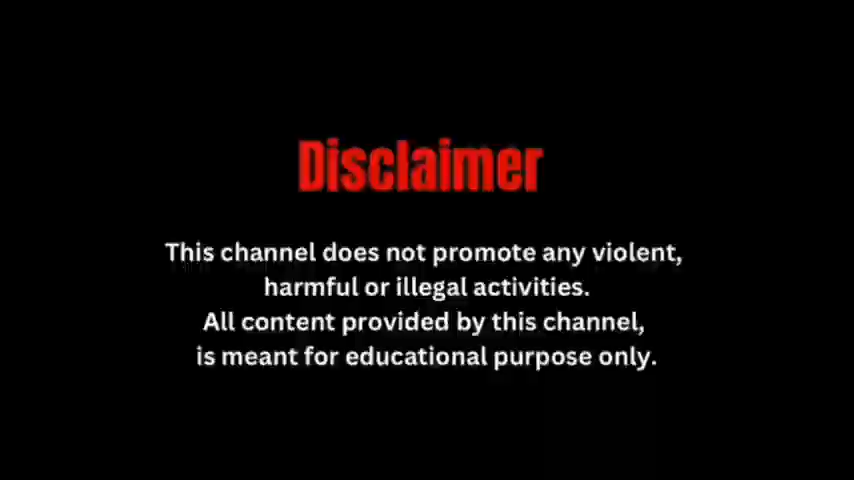 Disclaimer
This channel does not promote any violent,
harmful or illegal activities.
All content provided by this channel,
is meant for educational purpose only.